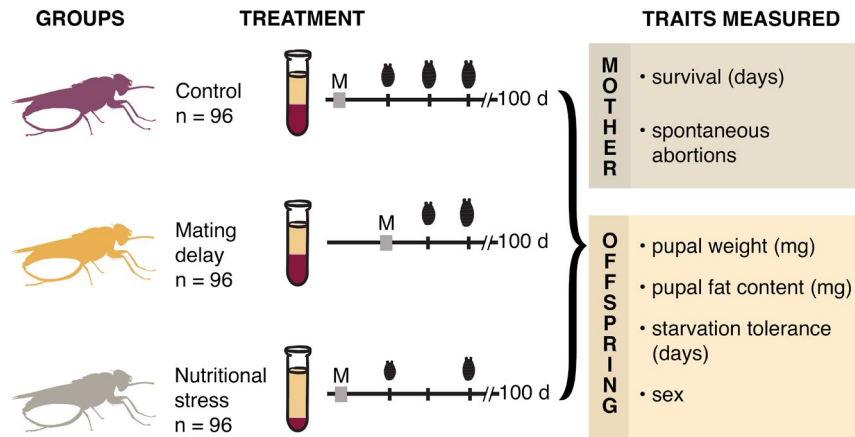 GROUPS
TREATMENT
TRAITS MEASURED
Control
n = 96
M
100 d
Mating
delay
n = 96
M
100 d
Nutritional
stress
n = 96
M
100 d
MOTHER
• survival (days)
• spontaneous
abortions
OFFSPRING
• pupal weight (mg)
• pupal fat content (mg)
• starvation tolerance
(days)
• sex